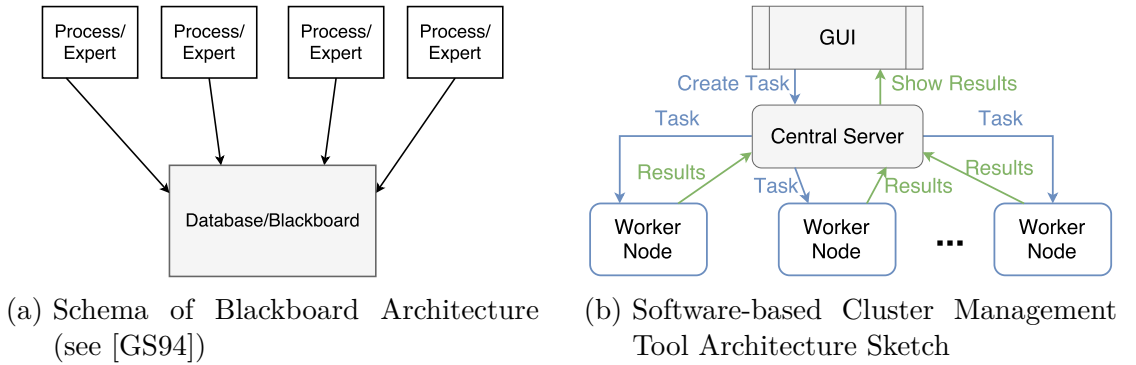 Process/
Expert
Process/
Expert
Process/
Expert
Process/
Expert
Database/Blackboard
(a) Schema of Blackboard Architecture
(see [GS94])
GUI
Create Task
Show Results
Task
Central Server
Task
Results
Task
Results
Results
Worker
Node
Worker
Node
...
Worker
Node
(b) Software-based Cluster Management
Tool Architecture Sketch